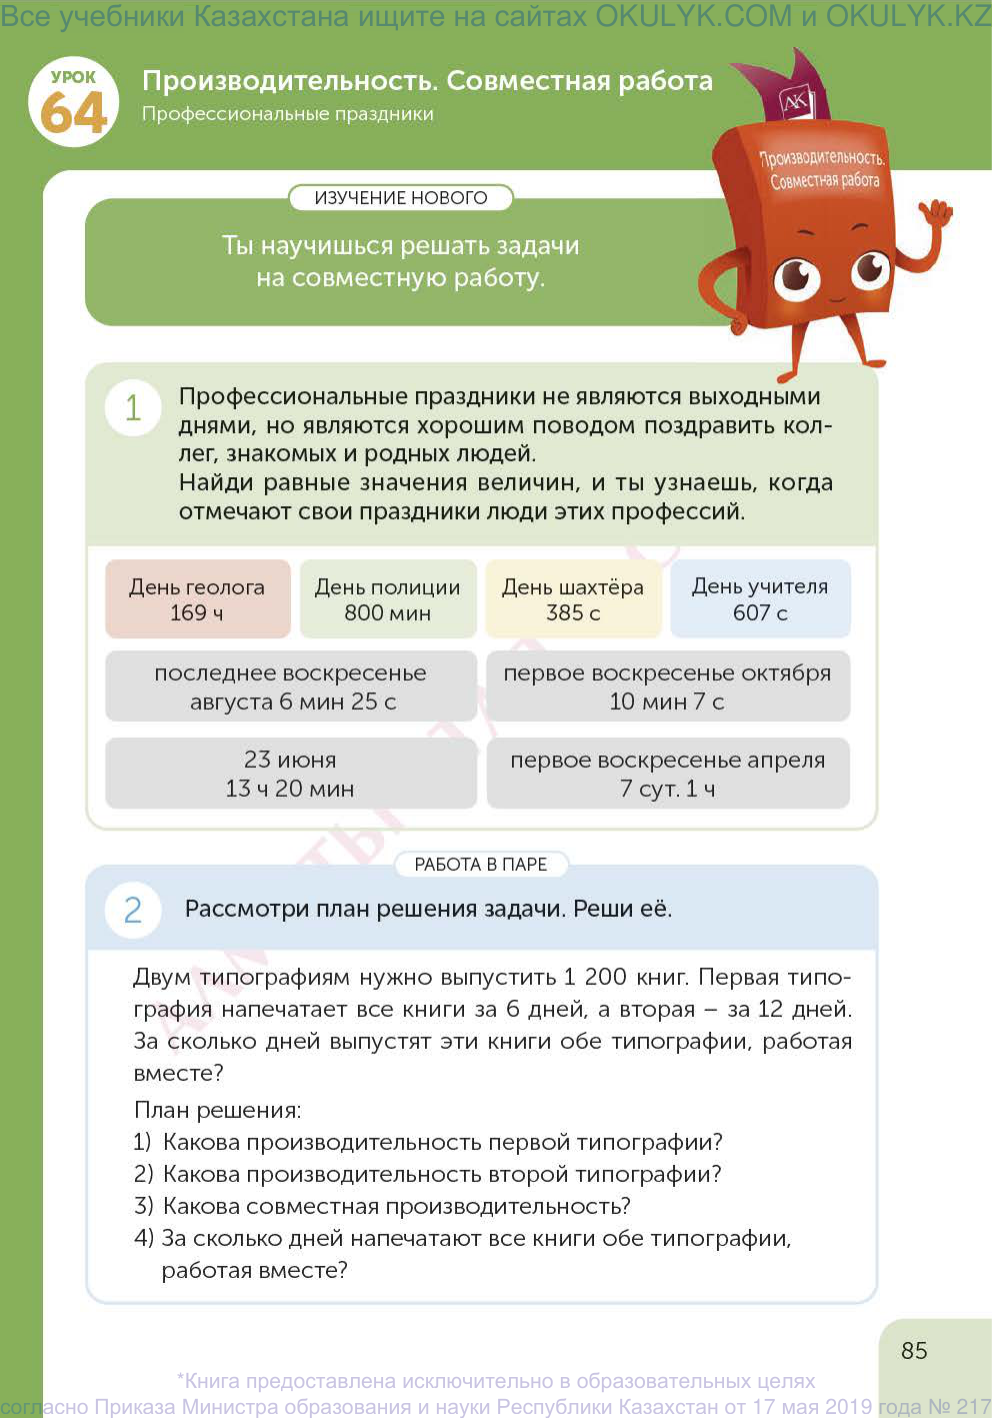 Все учебники Казахстана ищите на сайтах OKULYK.COM и OKULYK.KZ
УРОК
64
Производительность. Совместная работа
Профессиональные праздники
АК
Производительность.
Совместная работа
ИЗУЧЕНИЕ НОВОГО
Ты научишься решать задачи
на совместную работу.
1
Профессиональные праздники не являются выходными
днями, но являются хорошим поводом поздравить кол-
лег, знакомых и родных людей.
Найди равные значения величин, и ты узнаешь, когда
отмечают свои праздники люди этих профессий.
День геолога
169 ч
День полиции
800 мин
День шахтёра
385 с
День учителя
607 с
последнее воскресенье
августа 6 мин 25 с
первое воскресенье октября
10 мин 7 с
23 июня
13 ч 20 мин
первое воскресенье апреля
7 сут. 1 ч
РАБОТА В ПАРЕ
2
Рассмотри план решения задачи. Реши её.
Двум типографиям нужно выпустить 1 200 книг. Первая типо-
графия напечатает все книги за 6 дней, а вторая – за 12 дней.
За сколько дней выпустят эти книги обе типографии, работая
вместе?
План решения:
1) Какова производительность первой типографии?
2) Какова производительность второй типографии?
3) Какова совместная производительность?
4) За сколько дней напечатают все книги обе типографии,
работая вместе?
85
*Книга предоставлена исключительно в образовательных целях
согласно Приказа Министра образования и науки Республики Казахстан от 17 мая 2019 года № 217